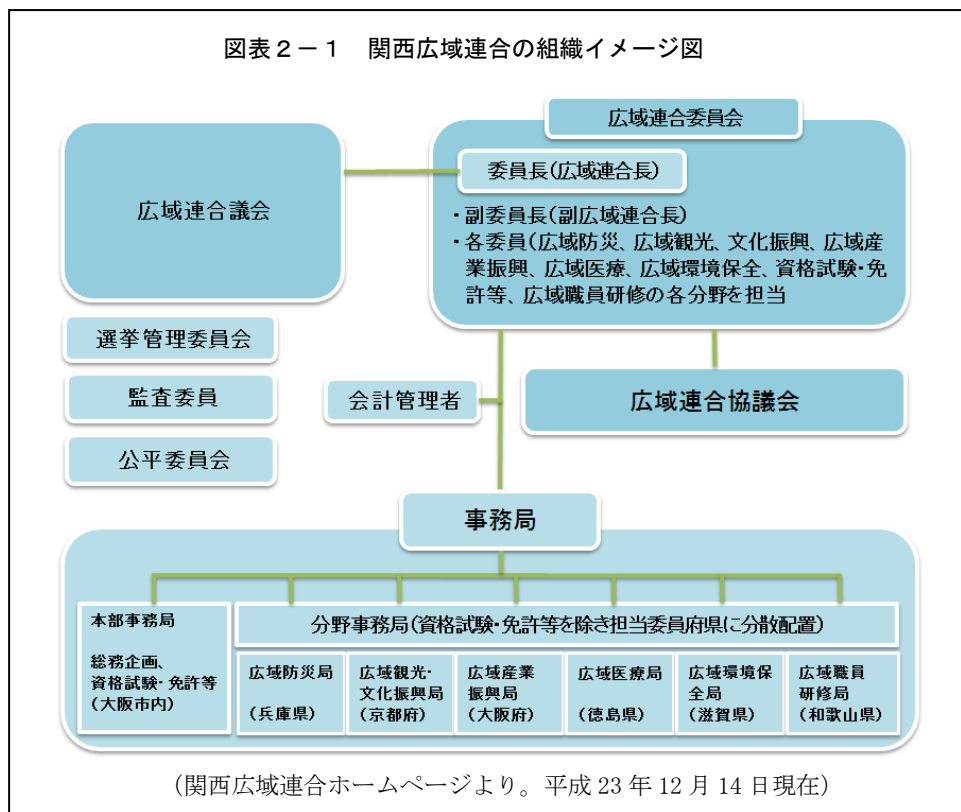 図表2－1 関西広域連合の組織イメージ図
広域連合議会
広域連合委員会
委員長(広域連合長)
・副委員長(副広域連合長)
・各委員(広域防災、広域観光、文化振興、広域産
業振興、広域医療、広域環境保全、資格試験・免
許等、広域職員研修の各分野を担当
選挙管理委員会
監査委員
公平委員会
会計管理者
広域連合協議会
事務局
本部事務局
総務企画、
資格試験・免許等
(大阪市内)
分野事務局(資格試験・免許等を除き担当委員府県に分散配置)
広域防災局
(兵庫県)
広域観光・
文化振興局
(京都府)
広域産業
振興局
(大阪府)
広域医療局
(徳島県)
広域環境保
全局
(滋賀県)
広域職員
研修局
(和歌山県)
(関西広域連合ホームページより。平成23年12月14日現在)